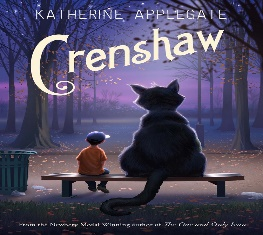 KATHERINE APPLEGATE
Crenshaw
From the Newbery Medal-Winning author of The One and Only Ivan